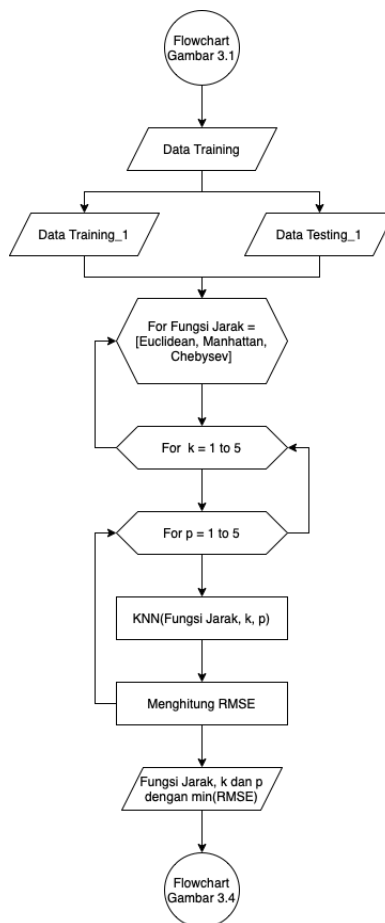 Flowchart
Gambar 3.1
Data Training
Data Training_1
Data Testing_1
For Fungsi Jarak =
[Euclidean, Manhattan,
Chebysev]
For k = 1 to 5
For p = 1 to 5
KNN(Fungsi Jarak, k, p)
Menghitung RMSE
Fungsi Jarak, k dan p
dengan min(RMSE)
Flowchart
Gambar 3.4